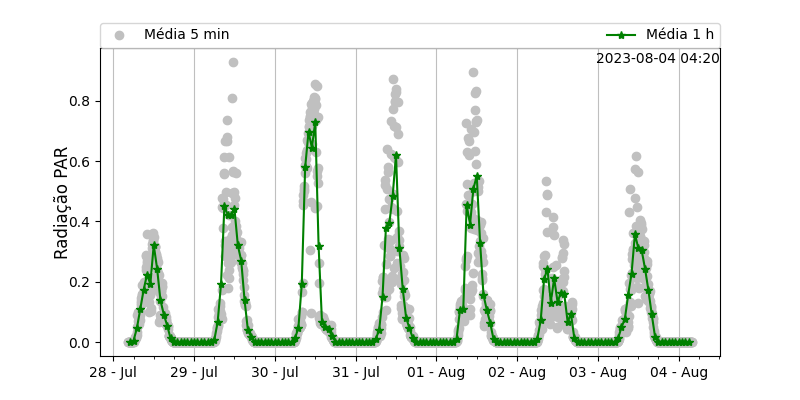 Média 5 min
Média 1 h
2023-08-04 04:20
Radiação PAR
0.8
0.6
0.4
0.2
0.0
28 - Jul
29 - Jul
30 - Jul
31 - Jul
01 - Aug
02 - Aug
03 - Aug
04 - Aug